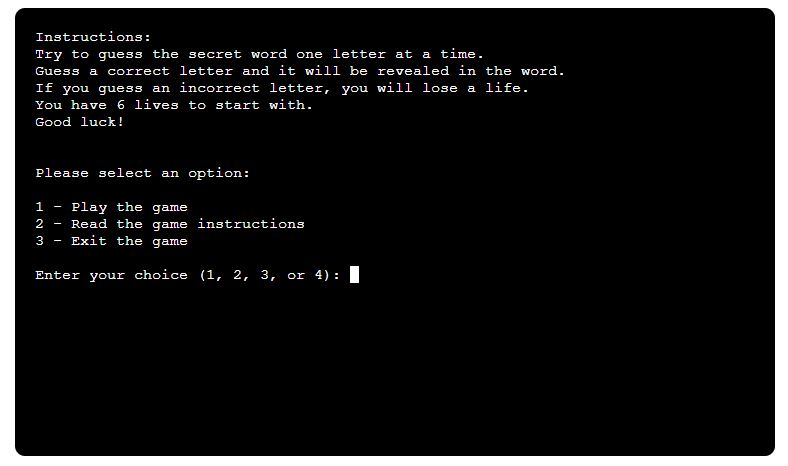 Instructions:
Try to guess the secret word one letter at a time.
Guess a correct letter and it will be revealed in the word.
If you guess an incorrect letter, you will lose a life.
You have 6 lives to start with.
Good luck!
Please select an option:
1 - Play the game
2 - Read the game instructions
3 - Exit the game
Enter your choice (1, 2, 3, or 4):